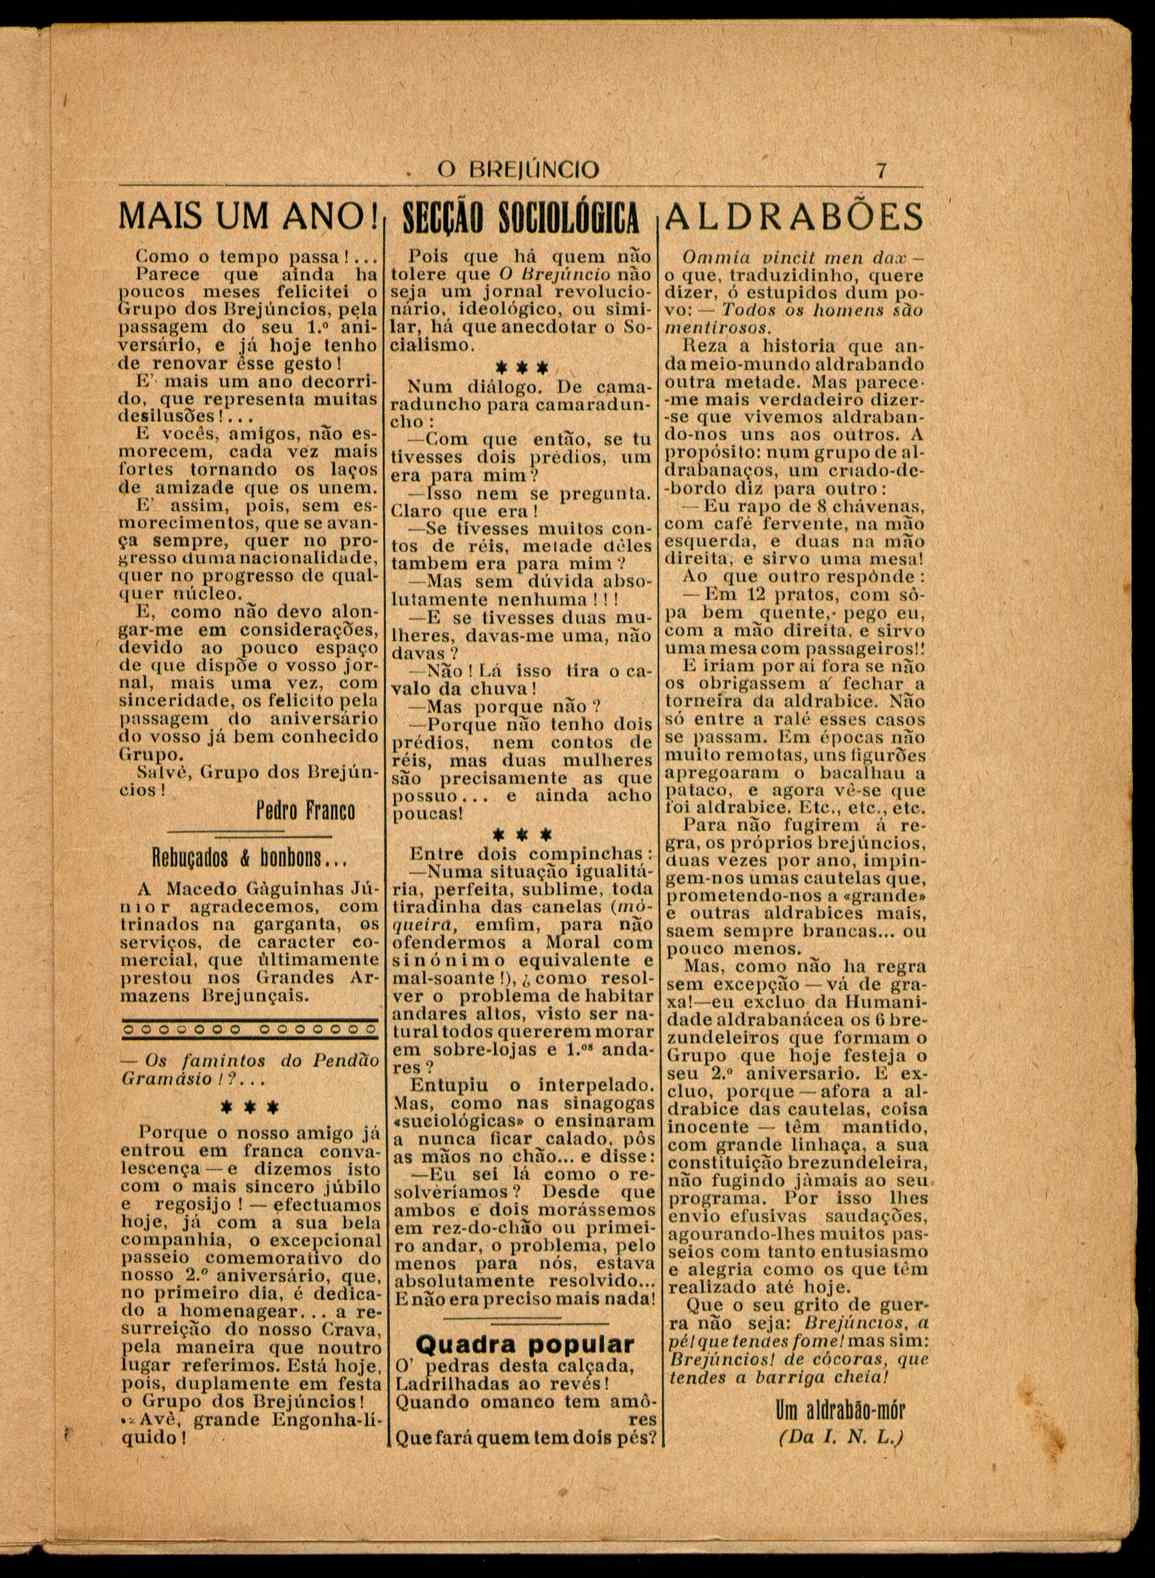 O BREJÚNCIO
7
MAIS UM ANO!
Como o tempo passa!...
Parece que ainda ha
poucos meses felicitei o
Grupo dos Brejúncios, pela
passagem do seu 1.º ani-
versário, e já hoje tenho
de renovar êsse gesto!
E' mais um ano decorri-
do, que representa muitas
desilusões!...
E vocês, amigos, não es-
morecem, cada vez mais
fortes tornando os laços
de amizade que os unem.
E' assim, pois, sem es-
morecimentos, que se avan-
ça sempre, quer no pro-
gresso duma nacionalidade,
quer no progresso de qual-
quer núcleo.
E, como não devo alon-
gar-me em considerações,
devido ao pouco espaço
de que dispõe o vosso jor-
nal, mais uma vez, com
sinceridade, os felicito pela
passagem do aniversário
do vosso já bem conhecido
Grupo.
Salvé, Grupo dos Brejún-
cios!
Pedro Franco
Rebuçados & bonbons...
A Macedo Gàguinhas Jú-
nior agradecemos, com
trinados na garganta, os
serviços, de caracter co-
mercial, que ùltimamente
prestou nos Grandes Ar-
mazens Brejunçais.
— Os famintos do Pendão
Gramásio!?...
* * *
Porque o nosso amigo já
entrou em franca conva-
lescença — e dizemos isto
com o mais sincero júbilo
e regosijo! — efectuamos
hoje, já com a sua bela
companhia, o excepcional
passeio comemorativo do
nosso 2.º aniversário, que,
no primeiro dia, é dedica-
do a homenagear... a re-
surreição do nosso Crava,
pela maneira que noutro
lugar referimos. Está hoje,
pois, duplamente em festa
o Grupo dos Brejúncios!
Avè, grande Engonha-lí-
quido!
SECÇÃO SOCIOLÓGICA
Pois que há quem não
tolere que O Brejúncio não
seja um jornal revolucio-
nário, ideológico, ou simi-
lar, há que anecdotar o So-
cialismo.
* * *
Num diálogo. De cama-
raduncho para camaradun-
cho:
—Com que então, se tu
tivesses dois prédios, um
era para mim?
—Isso nem se pregunta.
Claro que era!
—Se tivesses muitos con-
tos de réis, metade dêles
tambem era para mim?
—Mas sem dúvida abso-
lutamente nenhuma!!!
—E se tivesses duas mu-
lheres, davas-me uma, não
davas?
—Não! Lá isso tira o ca-
valo da chuva!
—Mas porque não?
—Porque não tenho dois
prédios, nem contos de
réis, mas duas mulheres
são precisamente as que
possuo... e ainda acho
poucas!
* * *
Entre dois compinchas:
—Numa situação igualitá-
ria, perfeita, sublime, toda
tiradinha das canelas (mó-
queira, emfim, para não
ofendermos a Moral com
sinónimo equivalente e
mal-soante!), ¿como resol-
ver o problema de habitar
andares altos, visto ser na-
tural todos quererem morar
em sobre-lojas e 1.ºs anda-
res?
Entupiu o interpelado.
Mas, como nas sinagogas
«suciológicas» o ensinaram
a nunca ficar calado, pôs
as mãos no chão... e disse:
—Eu sei lá como o re-
solveríamos? Desde que
ambos e dois morássemos
em rez-do-chão ou primei-
ro andar, o problema, pelo
menos para nós, estava
absolutamente resolvido...
E não era preciso mais nada!
Quadra popular
O' pedras desta calçada,
Ladrilhadas ao revés!
Quando o manco tem amô-
res
Que fará quem tem dois pés?
ALDRABÕES
Ommia vincit men dax —
o que, traduzidinho, quere
dizer, ó estupidos dum po-
vo: — Todos os homens são
mentirosos.
Reza a historia que an-
da meio-mundo aldrabando
outra metade. Mas parece-
-me mais verdadeiro dizer-
-se que vivemos aldraban-
do-nos uns aos outros. A
propósito: num grupo de al-
drabanaços, um criado-de-
-bordo diz para outro:
— Eu rapo de 8 chávenas,
com café fervente, na mão
esquerda, e duas na mão
direita, e sirvo uma mesa!
Ao que outro respónde:
— Em 12 pratos, com sô-
pa bem quente, pego eu,
com a mão direita, e sirvo
uma mesa com passageiros!!
E iriam por ai fora se não
os obrigassem a fechar a
torneira da aldrabice. Não
só entre a ralé esses casos
se passam. Em épocas não
muito remotas, uns figurões
apregoaram o bacalhau a
pataco, e agora vê-se que
foi aldrabice. Etc., etc., etc.
Para não fugirem á re-
gra, os próprios brejúncios,
duas vezes por ano, impin-
gem-nos umas cautelas que,
prometendo-nos a «grande»
e outras aldrabices mais,
saem sempre brancas... ou
pouco menos.
Mas, como não ha regra
sem excepção — vá de gra-
xa!—eu excluo da Humani-
dade aldrabanácea os 6 bre-
zundeleiros que formam o
Grupo que hoje festeja o
seu 2.º aniversario. E ex-
cluo, porque — afora a al-
drabice das cautelas, coisa
inocente — têm mantido,
com grande linhaça, a sua
constituição brezundeleira,
não fugindo jàmais ao seu
programa. Por isso lhes
envio efusivas saudações,
agourando-lhes muitos pas-
seios com tanto entusiasmo
e alegria como os que têm
realizado até hoje.
Que o seu grito de guer-
ra não seja: Brejúncios, a
pé! que tendes fome! mas sim:
Brejúncios! de cócoras, que
tendes a barriga cheia!
Um aldrabão-mór
(Da I. N. L.)